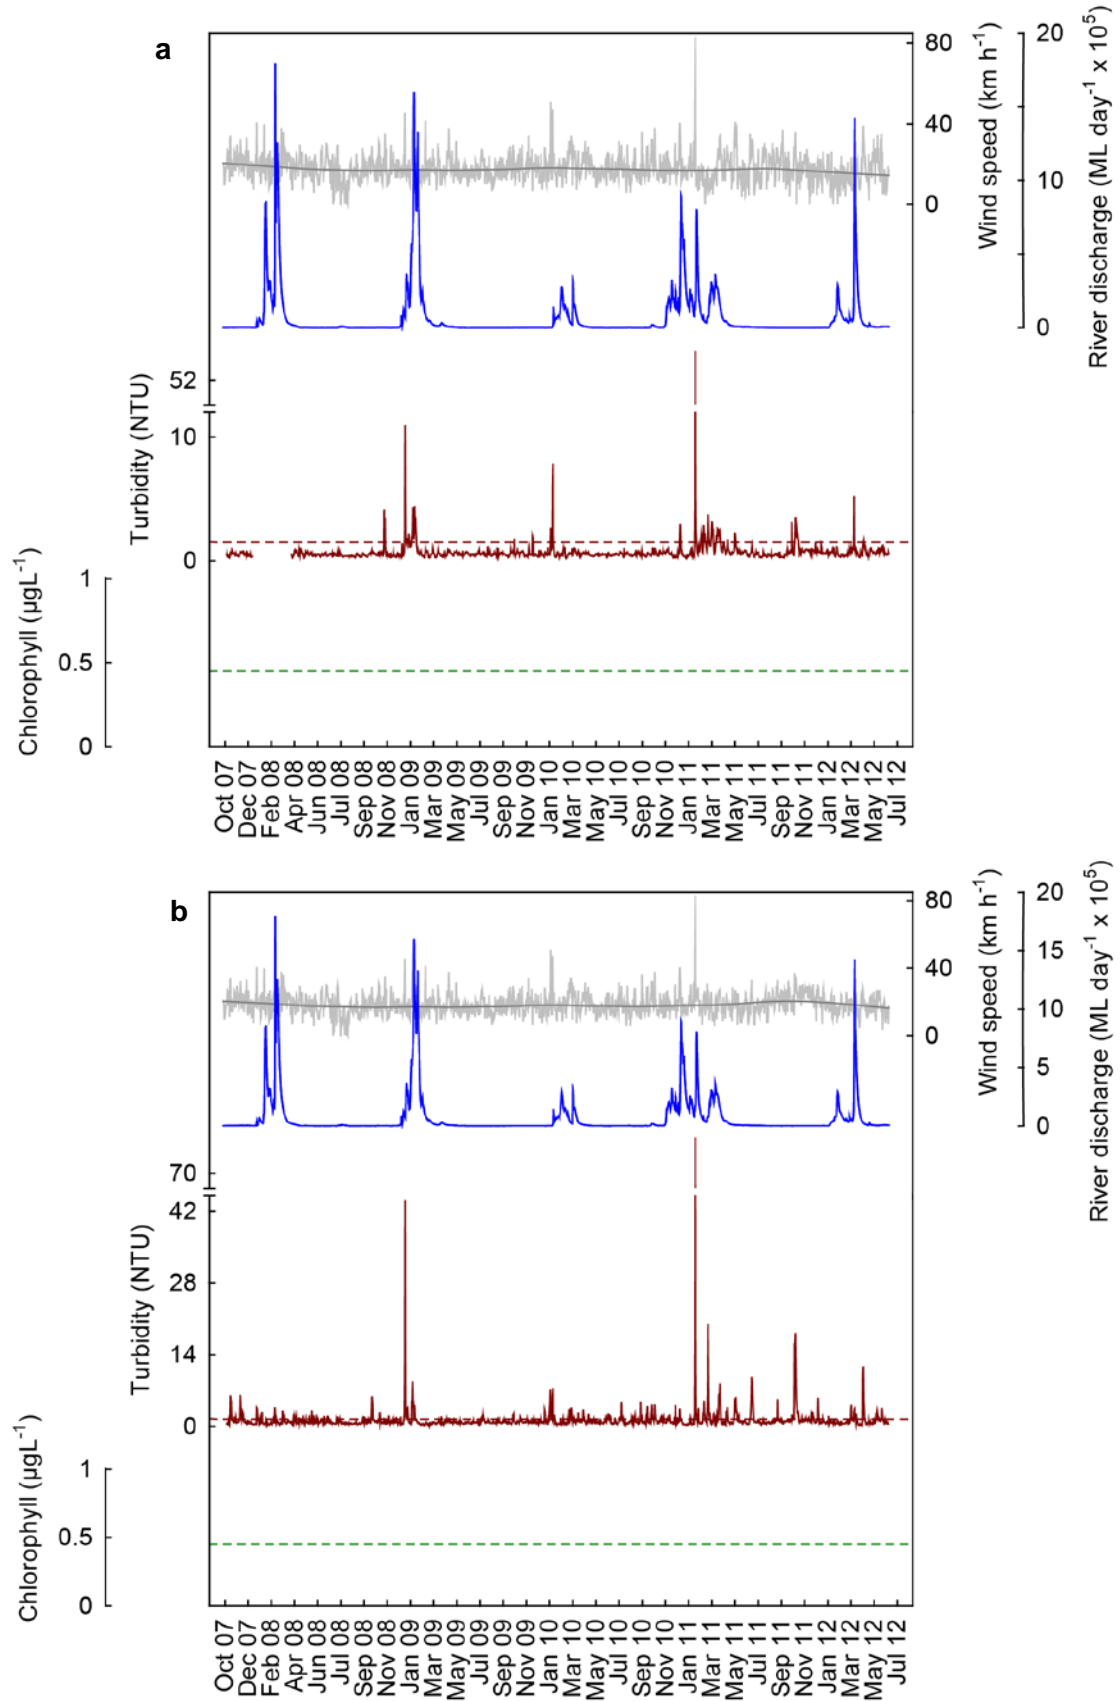 a
80
40
0
Wind speed (km h-1)
20
10
0
River discharge (ML day-1 x 10^5)
52
10
0
Turbidity (NTU)
1
0.5
0
Chlorophyll (µgL-1)
Oct 07
Dec 07
Feb 08
Apr 08
Jun 08
Jul 08
Sep 08
Nov 08
Jan 09
Mar 09
May 09
Jul 09
Sep 09
Nov 09
Jan 10
Mar 10
May 10
Jul 10
Sep 10
Nov 10
Jan 11
Mar 11
May 11
Jul 11
Sep 11
Nov 11
Jan 12
Mar 12
May 12
Jul 12
b
80
40
0
Wind speed (km h-1)
20
15
10
5
0
River discharge (ML day-1 x 10^5)
70
42
28
14
0
Turbidity (NTU)
1
0.5
0
Chlorophyll (µgL-1)
Oct 07
Dec 07
Feb 08
Apr 08
Jun 08
Jul 08
Sep 08
Nov 08
Jan 09
Mar 09
May 09
Jul 09
Sep 09
Nov 09
Jan 10
Mar 10
May 10
Jul 10
Sep 10
Nov 10
Jan 11
Mar 11
May 11
Jul 11
Sep 11
Nov 11
Jan 12
Mar 12
May 12
Jul 12